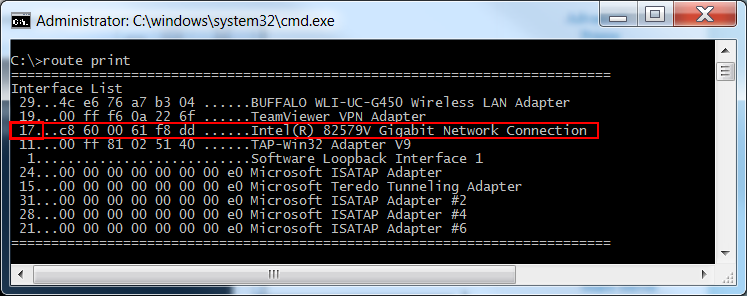 Administrator: C:\windows\system32\cmd.exe
C:\>route print
===========================================================================
Interface List
 29...4c e6 76 a7 b3 04 ......BUFFALO WLI-UC-G450 Wireless LAN Adapter
 19...00 ff f6 0a 22 6f ......TeamViewer VPN Adapter
 17...c8 60 00 61 f8 dd ......Intel(R) 82579V Gigabit Network Connection
 11...00 ff 81 02 51 40 ......TAP-Win32 Adapter V9
  1...........................Software Loopback Interface 1
 24...00 00 00 00 00 00 00 e0 Microsoft ISATAP Adapter
 15...00 00 00 00 00 00 00 e0 Microsoft Teredo Tunneling Adapter
 31...00 00 00 00 00 00 00 e0 Microsoft ISATAP Adapter #2
 28...00 00 00 00 00 00 00 e0 Microsoft ISATAP Adapter #4
 21...00 00 00 00 00 00 00 e0 Microsoft ISATAP Adapter #6
===========================================================================